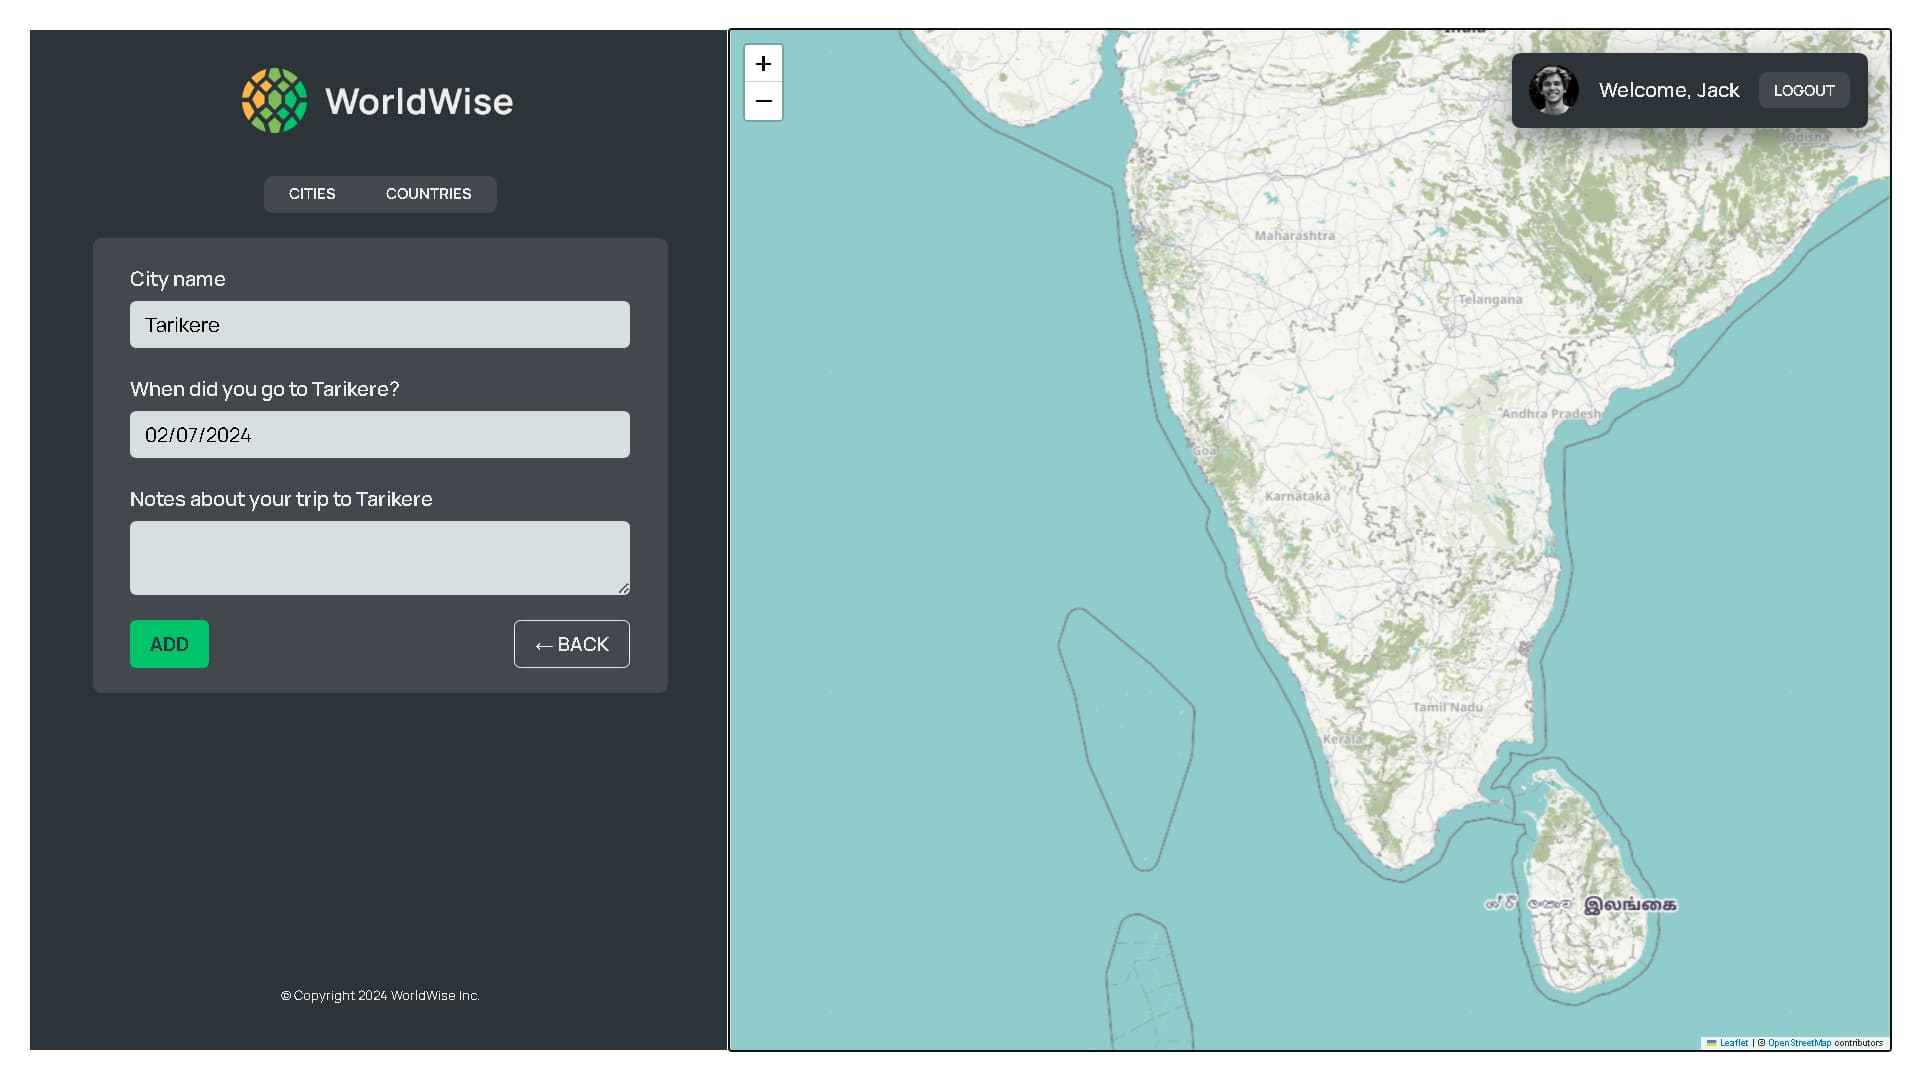 WorldWise
CITIES COUNTRIES
City name
Tarikere
When did you go to Tarikere?
02/07/2024
Notes about your trip to Tarikere
ADD
← BACK
© Copyright 2024 WorldWise Inc.
+
−
India
Welcome, Jack LOGOUT
Odisha
Maharashtra
Telangana
Andhra Pradesh
Goa
Karnataka
Tamil Nadu
Kerala
ශ්‍රී ලංකාව இலங்கை
Leaflet | © OpenStreetMap contributors